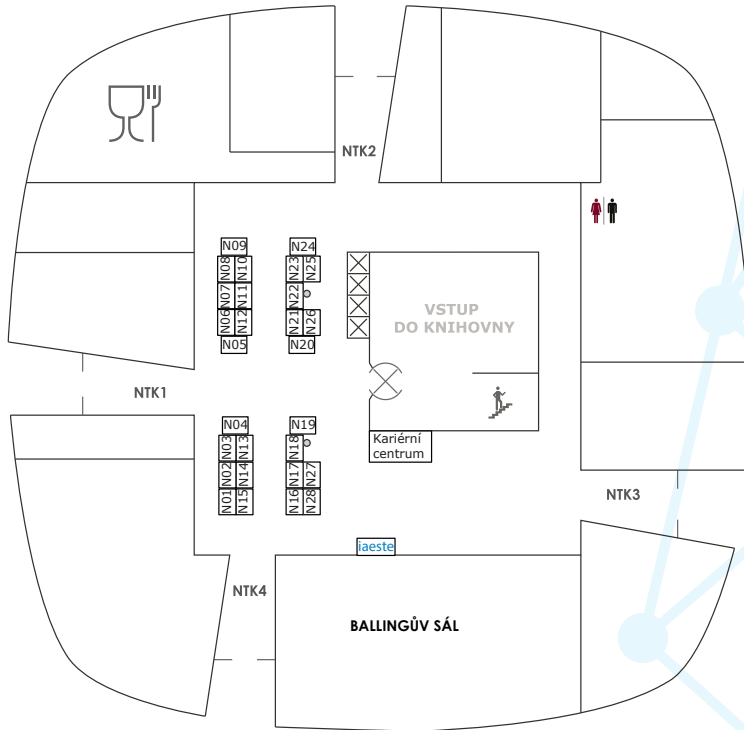 NTK2
N09
N24
N08
N10
N23
N25
N07
N11
N22
N06
N12
N21
N26
N05
N20
VSTUP
DO KNIHOVNY
NTK1
N04
N19
Kariérní
centrum
N03
N13
N18
N02
N14
N17
N27
N01
N15
N16
N28
NTK3
iaeste
NTK4
BALLINGŮV SÁL